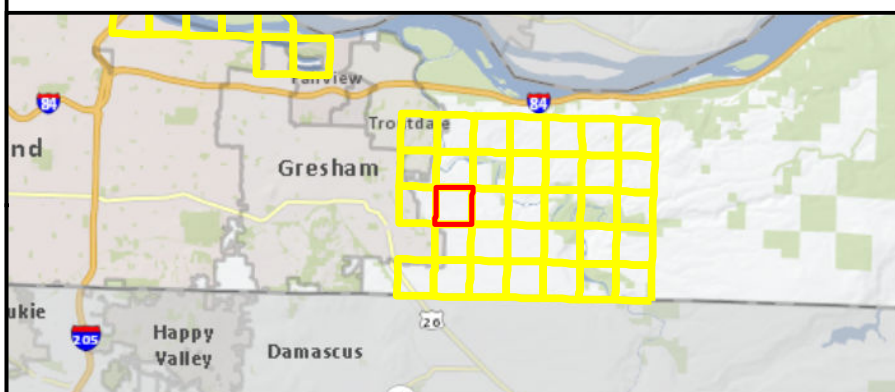 Fairview
84
84
Troutdale
nd
Gresham
26
ukie
205
Happy
Valley
Damascus